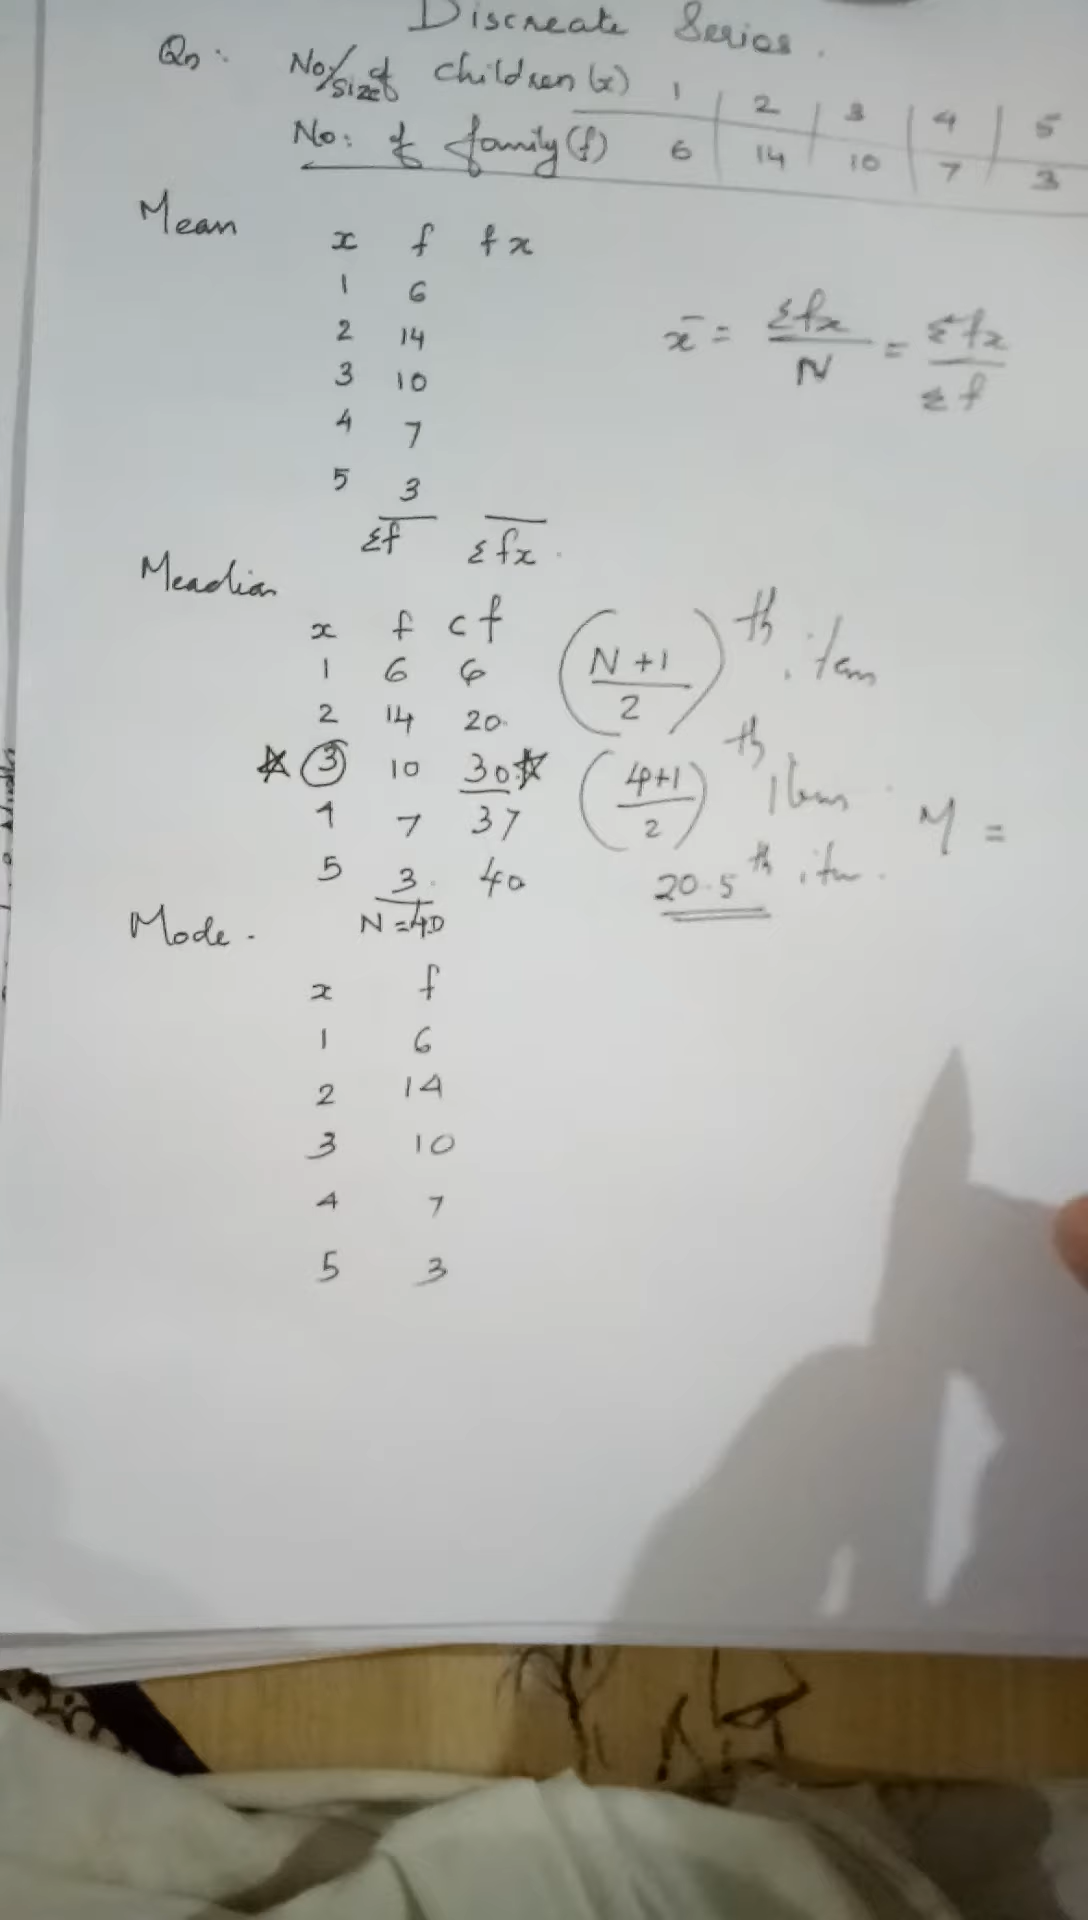 Discreate Series.
Qn: No/Size of children (x) 1 2 3 4 5
No: of family (f) 6 14 10 7 3
Mean
x f fx
1 6
2 14
3 10
4 7
5 3
Σf Σfx.
x̄ = Σfx/N = Σfx/Σf
Meadian
x f cf
1 6 6
2 14 20.
☆ 3 10 30 ☆
4 7 37
5 3. 40
N = 40
(N+1/2)th item
(40+1/2)th item
20.5th item.
M =
Mode.
x f
1 6
2 14
3 10
4 7
5 3